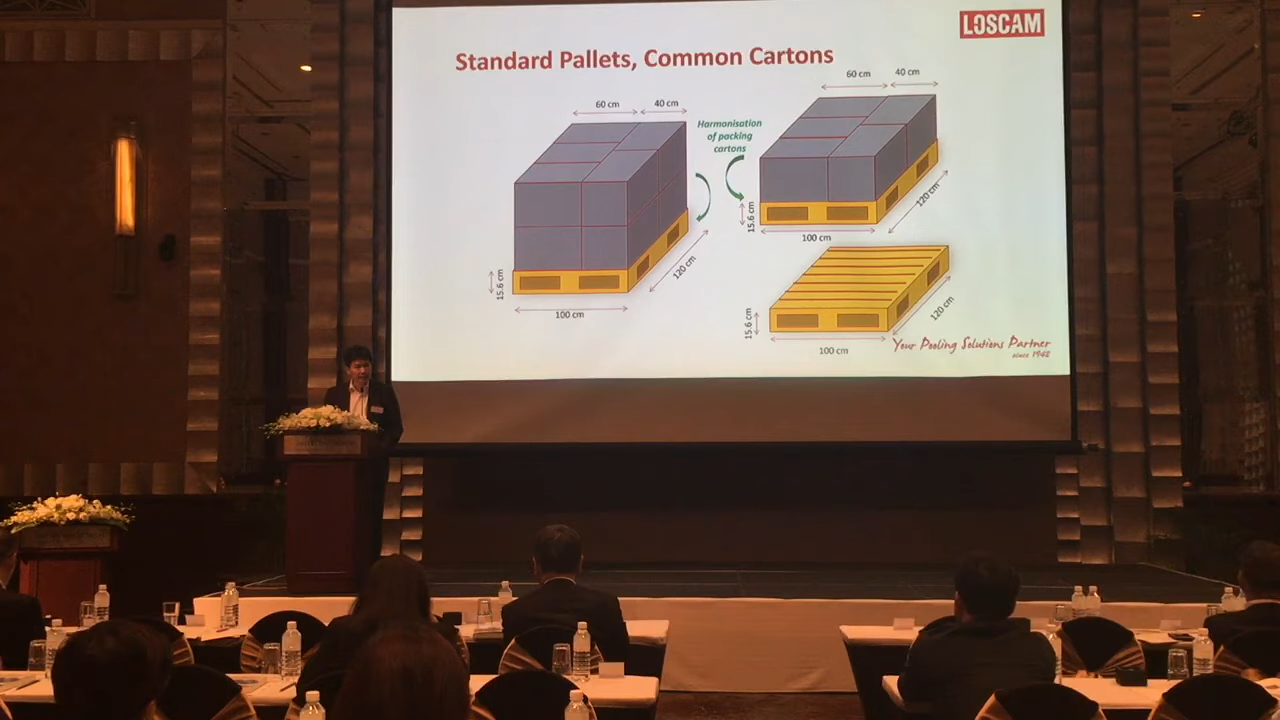 LOSCAM
Standard Pallets, Common Cartons
60 cm
40 cm
60 cm
40 cm
Harmonisation
of packing
cartons
15.6 cm
100 cm
120 cm
15.6 cm
100 cm
120 cm
15.6 cm
100 cm
120 cm
Your Pooling Solutions Partner
since 1942